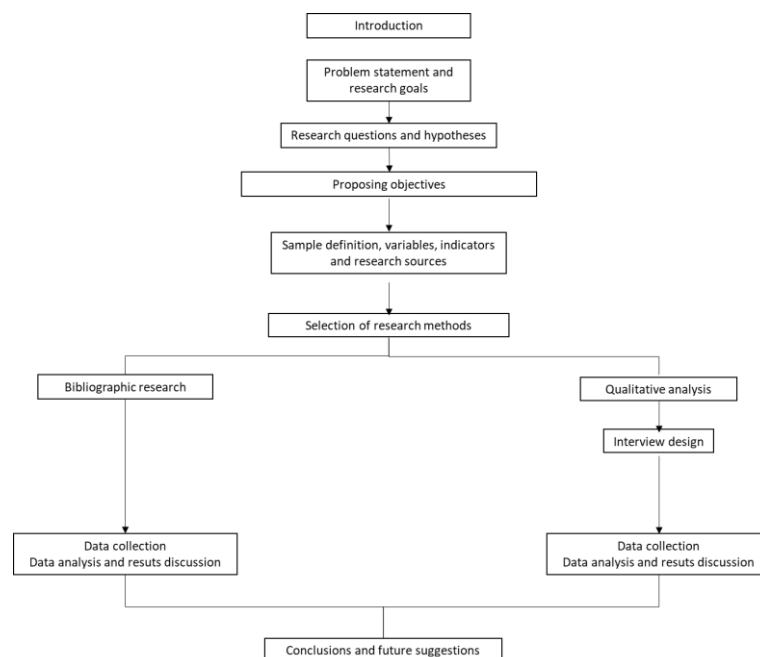 Introduction
Problem statement and
research goals
Research questions and hypotheses
Proposing objectives
Sample definition, variables, indicators
and research sources
Selection of research methods
Bibliographic research
Qualitative analysis
Interview design
Data collection
Data analysis and resuts discussion
Data collection
Data analysis and resuts discussion
Conclusions and future suggestions